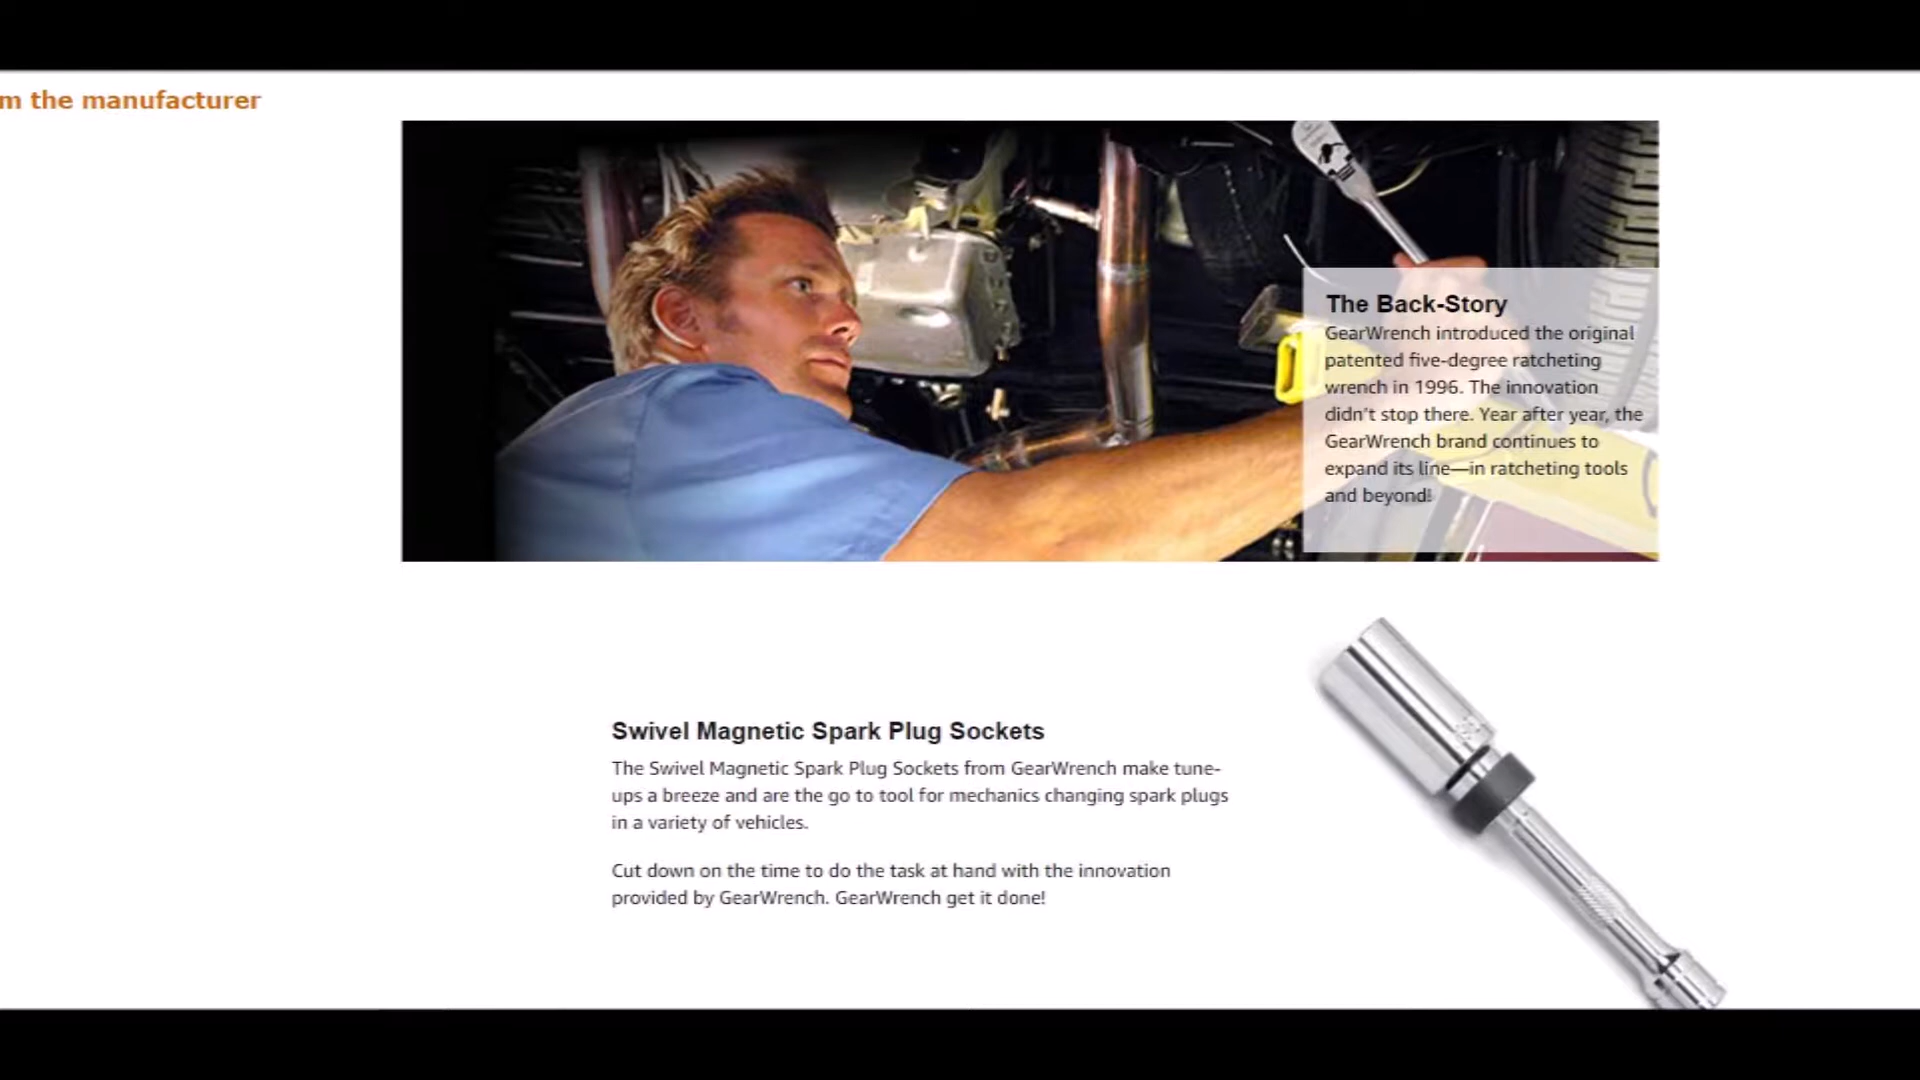 m the manufacturer
The Back-Story
GearWrench introduced the original
patented five-degree ratcheting
wrench in 1996. The innovation
didn't stop there. Year after year, the
GearWrench brand continues to
expand its line—in ratcheting tools
and beyond!
Swivel Magnetic Spark Plug Sockets
The Swivel Magnetic Spark Plug Sockets from GearWrench make tune-
ups a breeze and are the go to tool for mechanics changing spark plugs
in a variety of vehicles.
Cut down on the time to do the task at hand with the innovation
provided by GearWrench. GearWrench get it done!